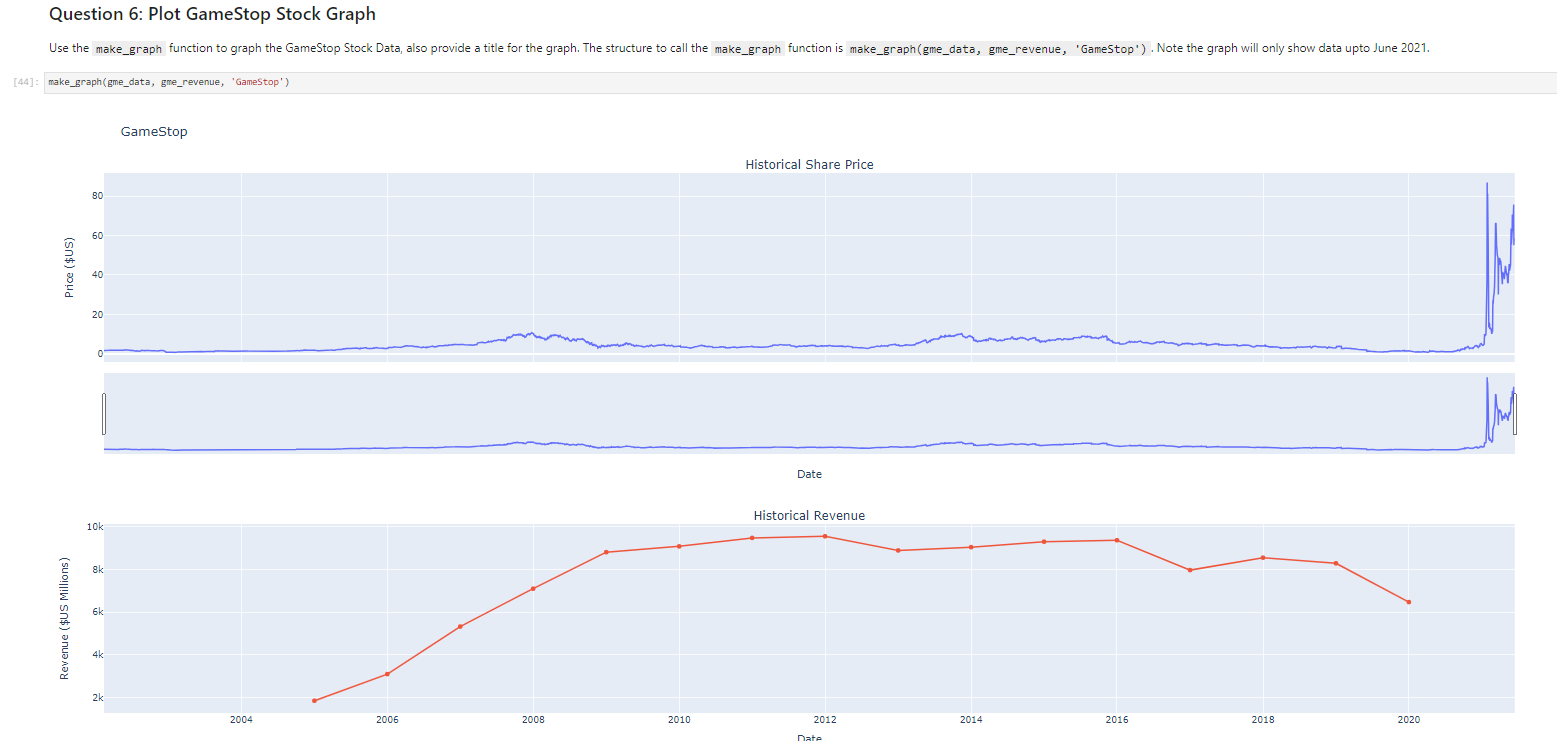 Question 6: Plot GameStop Stock Graph
Use the make_graph function to graph the GameStop Stock Data, also provide a title for the graph. The structure to call the make_graph function is make_graph(gme_data, gme_revenue, 'GameStop') . Note the graph will only show data upto June 2021.
[44]: make_graph(gme_data, gme_revenue, 'GameStop')
GameStop
Historical Share Price
80
60
40
20
0
Price ($US)
Date
Historical Revenue
10k
8k
6k
4k
2k
Revenue ($US Millions)
2004 2006 2008 2010 2012 2014 2016 2018 2020
Date